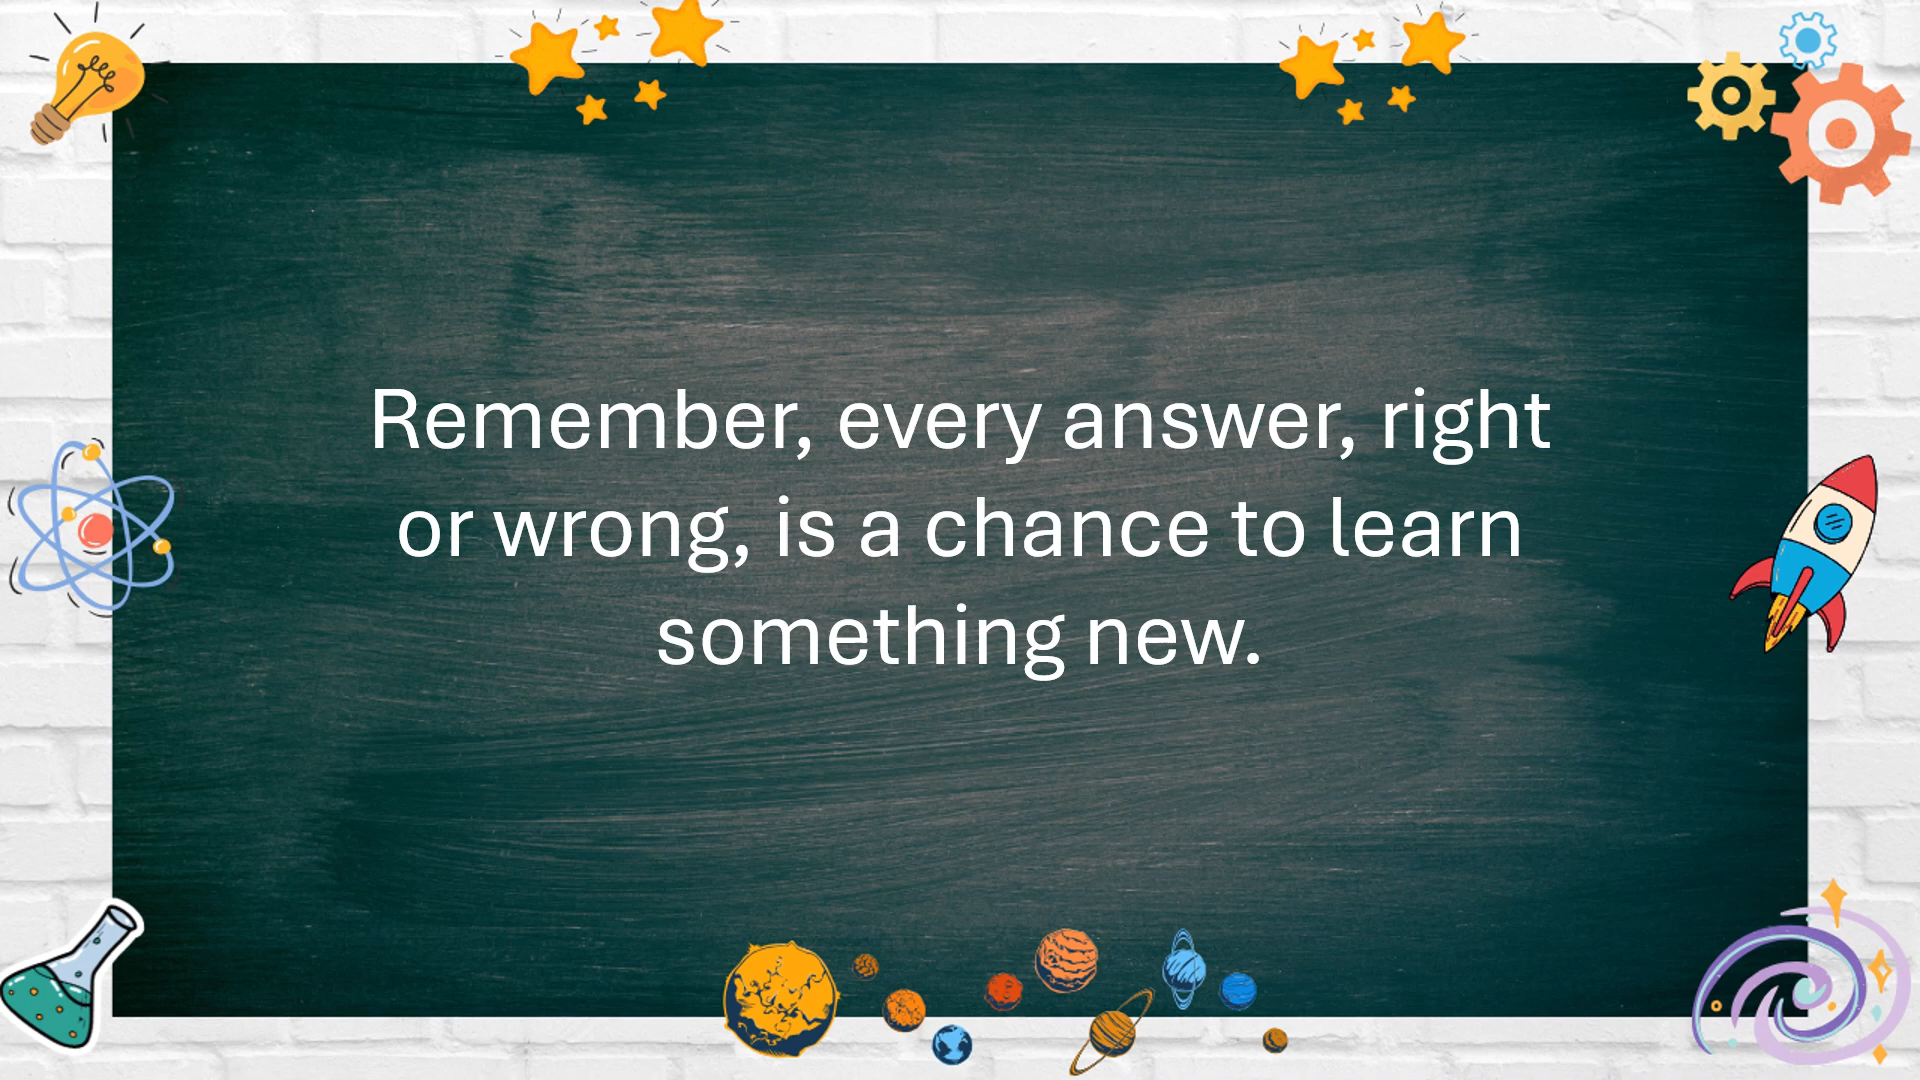 Remember, every answer, right
or wrong, is a chance to learn
something new.